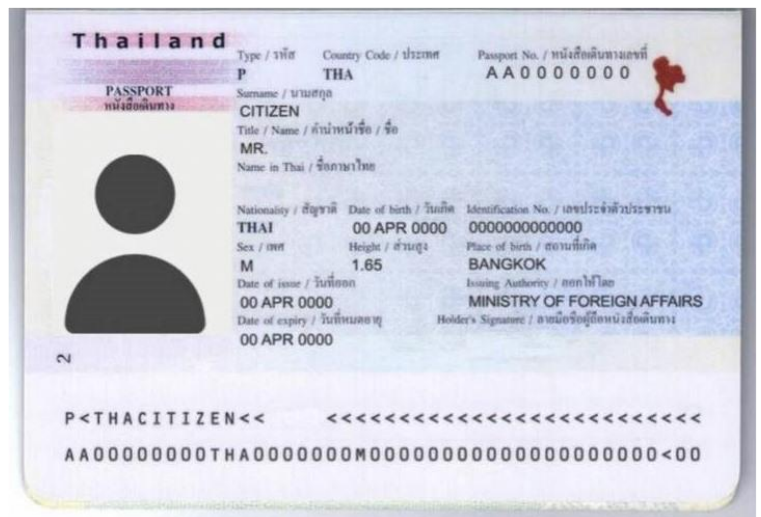 Thailand
PASSPORT
หนังสือเดินทาง
Type / รหัส Country Code / ประเทศ Passport No. / หนังสือเดินทางเลขที่
P THA AA0000000
Surname / นามสกุล
CITIZEN
Title / Name / คำนำหน้าชื่อ / ชื่อ
MR.
Name in Thai / ชื่อภาษาไทย
Nationality / สัญชาติ Date of birth / วันเกิด Identification No. / เลขประจำตัวประชาชน
THAI 00 APR 0000 0000000000000
Sex / เพศ Height / ส่วนสูง Place of birth / สถานที่เกิด
M 1.65 BANGKOK
Date of issue / วันที่ออก Issuing Authority / ออกให้โดย
00 APR 0000 MINISTRY OF FOREIGN AFFAIRS
Date of expiry / วันที่หมดอายุ Holder's Signature / ลายมือชื่อผู้ถือหนังสือเดินทาง
00 APR 0000
2
P<THACITIZEN<< <<<<<<<<<<<<<<<<<<<<<<<<<<
AA00000000THA0000000M00000000000000000000000<00